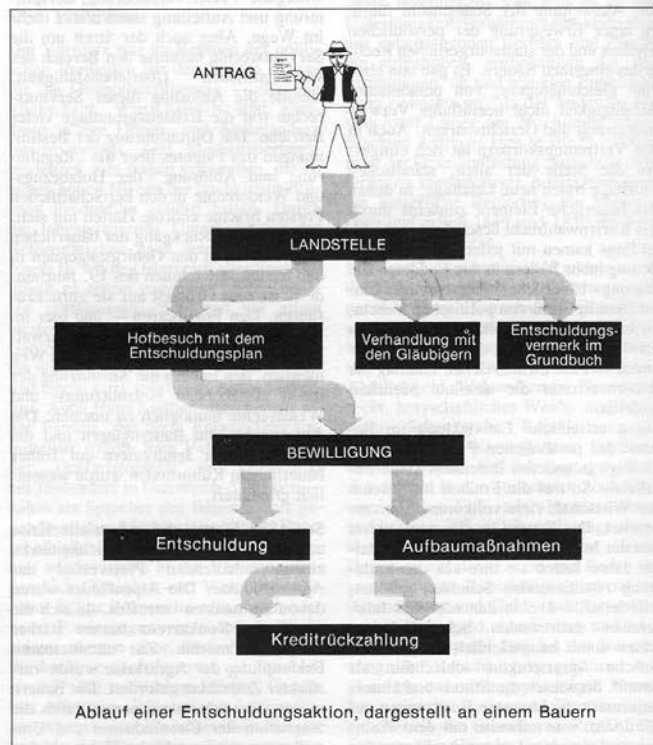 ANTRAG
LANDSTELLE
Hofbesuch mit dem
Entschuldungsplan
Verhandlung mit
den Gläubigern
Entschuldungs-
vermerk im
Grundbuch
BEWILLIGUNG
Entschuldung
Aufbaumaßnahmen
Kreditrückzahlung
Ablauf einer Entschuldungsaktion, dargestellt an einem Bauern